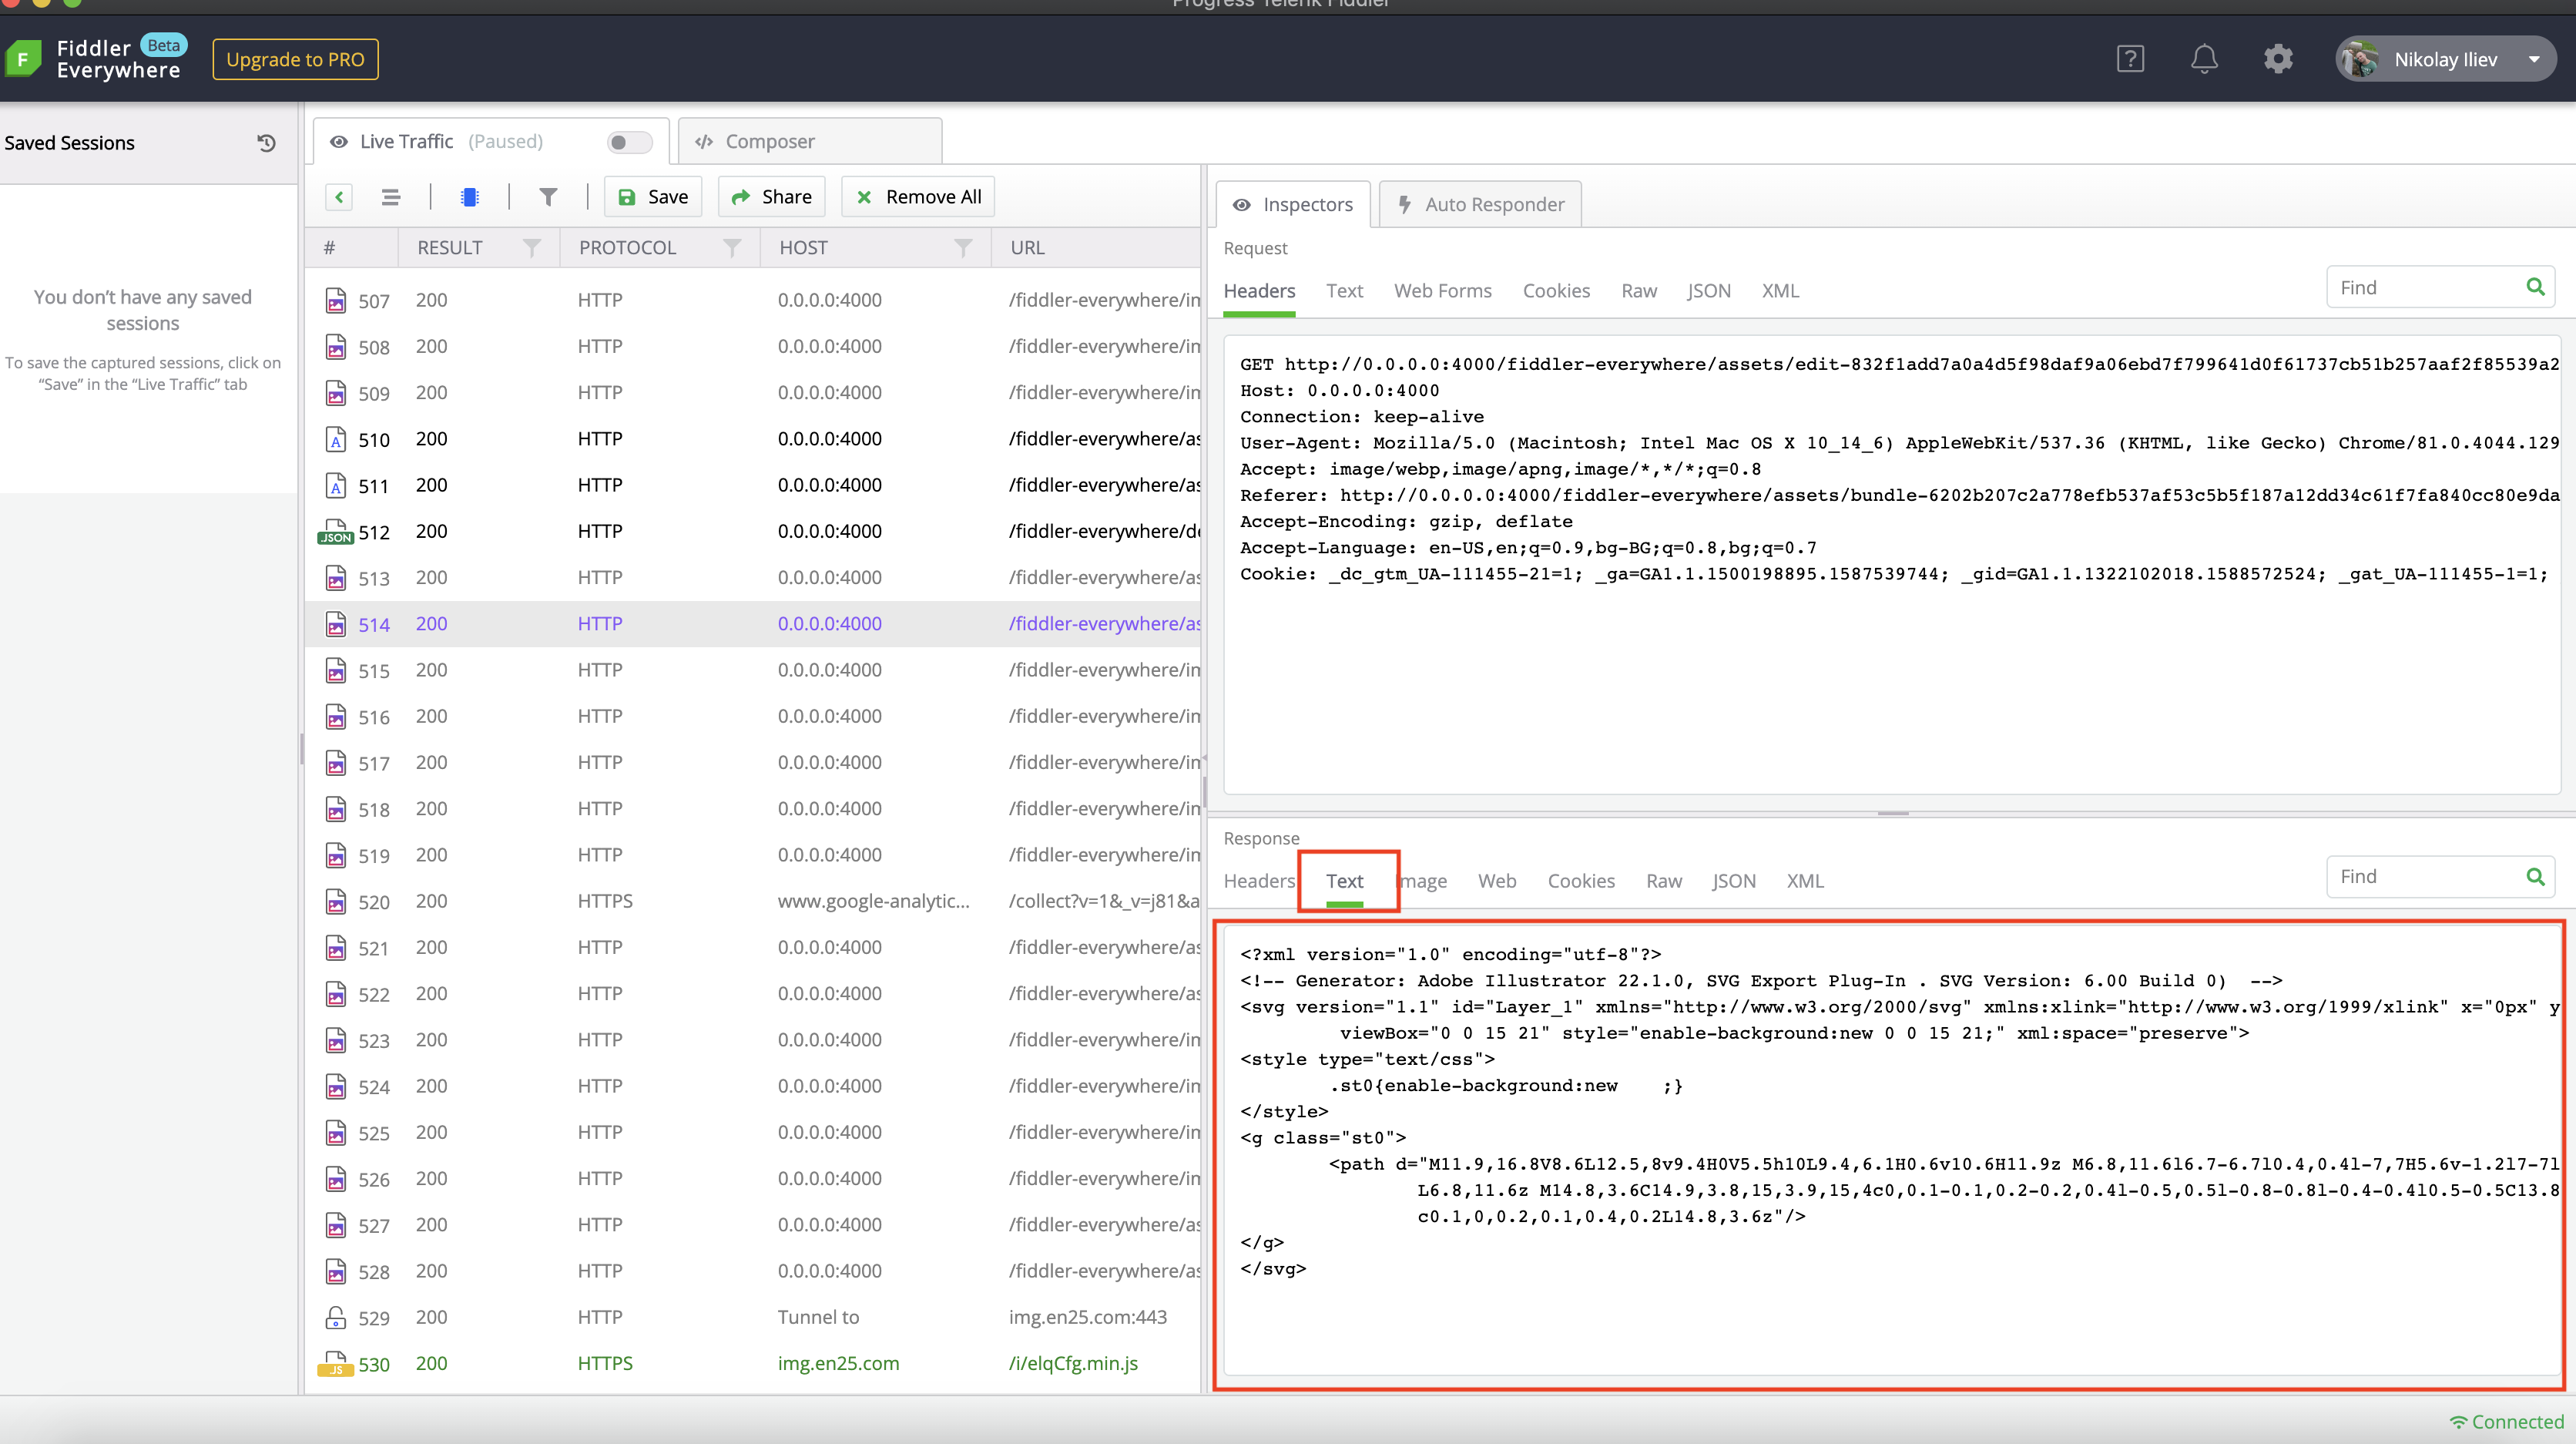 Progress Telerik Fiddler
F
Fiddler Everywhere
Beta
Upgrade to PRO
?
Nikolay Iliev
Saved Sessions
You don't have any saved
sessions
To save the captured sessions, click on
“Save” in the “Live Traffic” tab
Live Traffic (Paused)
</> Composer
Save
Share
Remove All
# RESULT PROTOCOL HOST URL
507 200 HTTP 0.0.0.0:4000 /fiddler-everywhere/im
508 200 HTTP 0.0.0.0:4000 /fiddler-everywhere/im
509 200 HTTP 0.0.0.0:4000 /fiddler-everywhere/im
A 510 200 HTTP 0.0.0.0:4000 /fiddler-everywhere/as
A 511 200 HTTP 0.0.0.0:4000 /fiddler-everywhere/as
.JSON 512 200 HTTP 0.0.0.0:4000 /fiddler-everywhere/de
513 200 HTTP 0.0.0.0:4000 /fiddler-everywhere/as
514 200 HTTP 0.0.0.0:4000 /fiddler-everywhere/as
515 200 HTTP 0.0.0.0:4000 /fiddler-everywhere/im
516 200 HTTP 0.0.0.0:4000 /fiddler-everywhere/im
517 200 HTTP 0.0.0.0:4000 /fiddler-everywhere/im
518 200 HTTP 0.0.0.0:4000 /fiddler-everywhere/im
519 200 HTTP 0.0.0.0:4000 /fiddler-everywhere/im
520 200 HTTPS www.google-analytic... /collect?v=1&_v=j81&a
521 200 HTTP 0.0.0.0:4000 /fiddler-everywhere/as
522 200 HTTP 0.0.0.0:4000 /fiddler-everywhere/as
523 200 HTTP 0.0.0.0:4000 /fiddler-everywhere/im
524 200 HTTP 0.0.0.0:4000 /fiddler-everywhere/im
525 200 HTTP 0.0.0.0:4000 /fiddler-everywhere/im
526 200 HTTP 0.0.0.0:4000 /fiddler-everywhere/im
527 200 HTTP 0.0.0.0:4000 /fiddler-everywhere/as
528 200 HTTP 0.0.0.0:4000 /fiddler-everywhere/as
529 200 HTTP Tunnel to img.en25.com:443
.JS 530 200 HTTPS img.en25.com /i/elqCfg.min.js
Inspectors
Auto Responder
Request
Headers Text Web Forms Cookies Raw JSON XML
Find
GET http://0.0.0.0:4000/fiddler-everywhere/assets/edit-832f1add7a0a4d5f98daf9a06ebd7f799641d0f61737cb51b257aaf2f85539a2
Host: 0.0.0.0:4000
Connection: keep-alive
User-Agent: Mozilla/5.0 (Macintosh; Intel Mac OS X 10_14_6) AppleWebKit/537.36 (KHTML, like Gecko) Chrome/81.0.4044.129
Accept: image/webp,image/apng,image/*,*/*;q=0.8
Referer: http://0.0.0.0:4000/fiddler-everywhere/assets/bundle-6202b207c2a778efb537af53c5b5f187a12dd34c61f7fa840cc80e9da
Accept-Encoding: gzip, deflate
Accept-Language: en-US,en;q=0.9,bg-BG;q=0.8,bg;q=0.7
Cookie: _dc_gtm_UA-111455-21=1; _ga=GA1.1.1500198895.1587539744; _gid=GA1.1.1322102018.1588572524; _gat_UA-111455-1=1;
Response
Headers Text Image Web Cookies Raw JSON XML
Find
<?xml version="1.0" encoding="utf-8"?>
<!-- Generator: Adobe Illustrator 22.1.0, SVG Export Plug-In . SVG Version: 6.00 Build 0)  -->
<svg version="1.1" id="Layer_1" xmlns="http://www.w3.org/2000/svg" xmlns:xlink="http://www.w3.org/1999/xlink" x="0px" y
viewBox="0 0 15 21" style="enable-background:new 0 0 15 21;" xml:space="preserve">
<style type="text/css">
.st0{enable-background:new    ;}
</style>
<g class="st0">
<path d="M11.9,16.8V8.6L12.5,8v9.4H0V5.5h10L9.4,6.1H0.6v10.6H11.9z M6.8,11.6l6.7-6.7l0.4,0.4l-7,7H5.6v-1.2l7-7l
L6.8,11.6z M14.8,3.6C14.9,3.8,15,3.9,15,4c0,0.1-0.1,0.2-0.2,0.4l-0.5,0.5l-0.8-0.8l-0.4-0.4l0.5-0.5C13.8
c0.1,0,0.2,0.1,0.4,0.2L14.8,3.6z"/>
</g>
</svg>
Connected